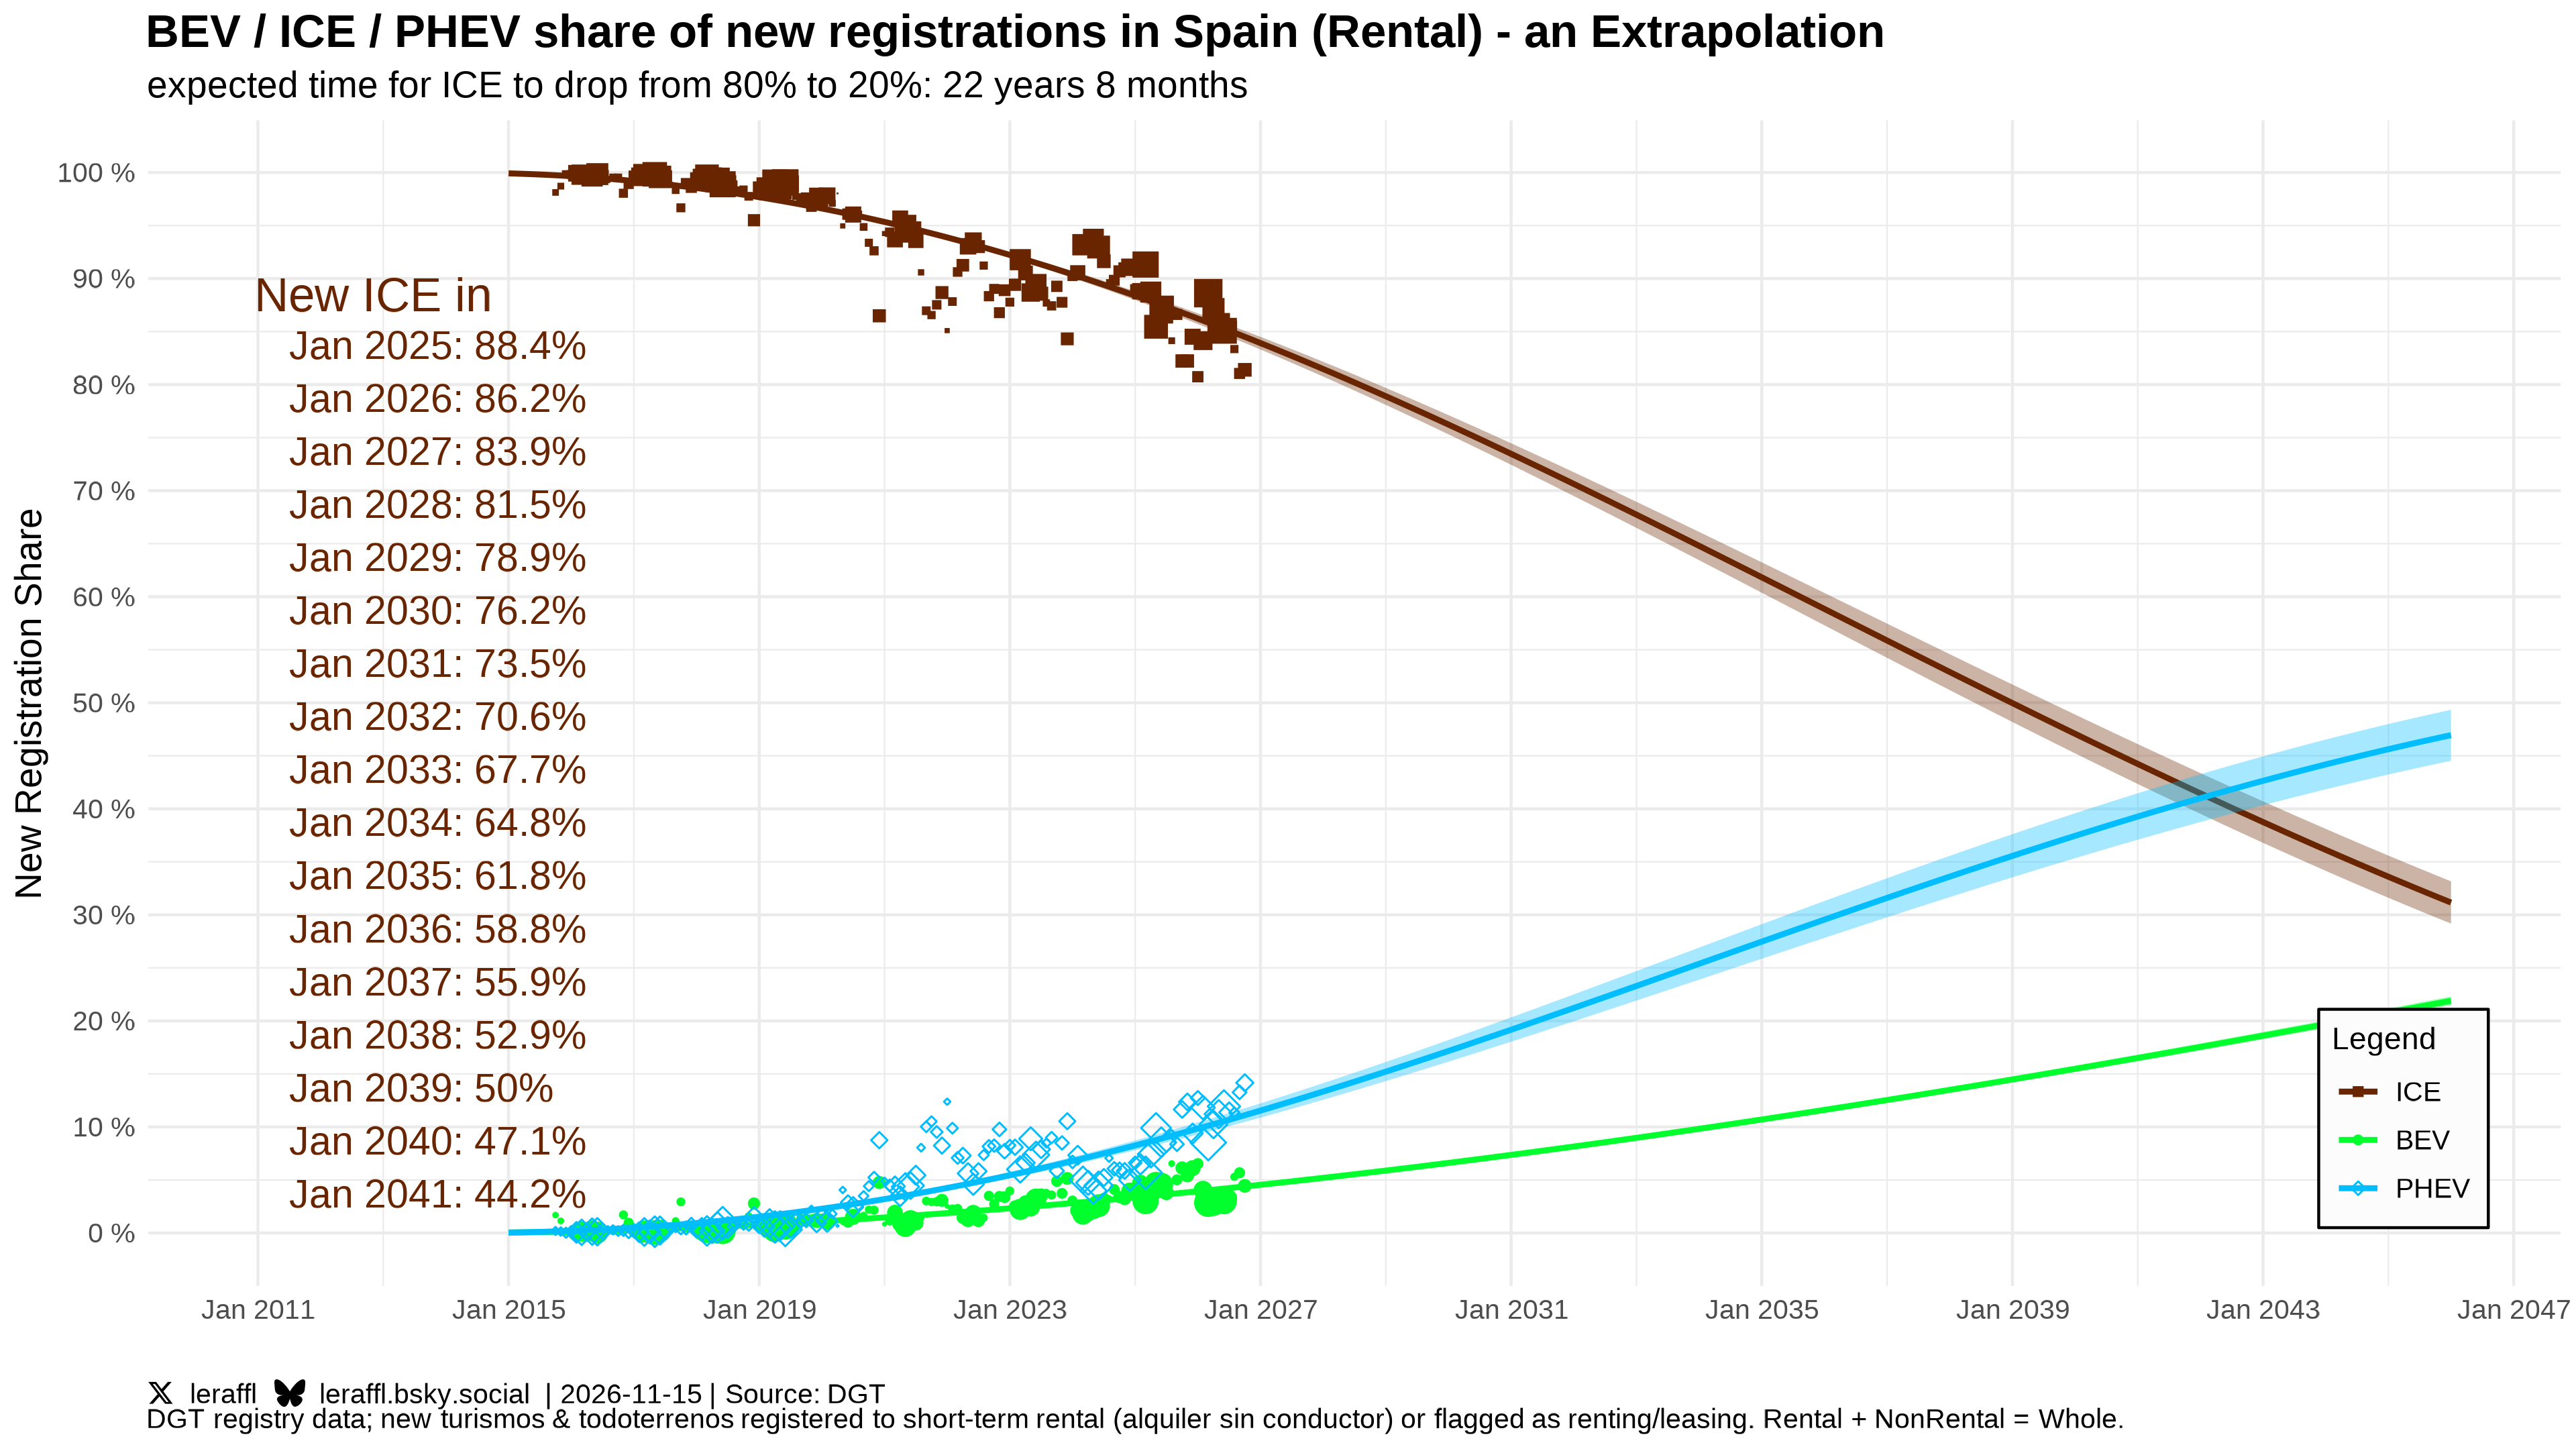 BEV / ICE / PHEV share of new registrations in Spain (Rental) - an Extrapolation
expected time for ICE to drop from 80% to 20%: 22 years 8 months
New Registration Share
100 %
90 %
80 %
70 %
60 %
50 %
40 %
30 %
20 %
10 %
0 %
New ICE in
Jan 2025: 88.4%
Jan 2026: 86.2%
Jan 2027: 83.9%
Jan 2028: 81.5%
Jan 2029: 78.9%
Jan 2030: 76.2%
Jan 2031: 73.5%
Jan 2032: 70.6%
Jan 2033: 67.7%
Jan 2034: 64.8%
Jan 2035: 61.8%
Jan 2036: 58.8%
Jan 2037: 55.9%
Jan 2038: 52.9%
Jan 2039: 50%
Jan 2040: 47.1%
Jan 2041: 44.2%
Legend
ICE
BEV
PHEV
Jan 2011 Jan 2015 Jan 2019 Jan 2023 Jan 2027 Jan 2031 Jan 2035 Jan 2039 Jan 2043 Jan 2047
leraffl leraffl.bsky.social | 2026-11-15 | Source: DGT
DGT registry data; new turismos & todoterrenos registered to short-term rental (alquiler sin conductor) or flagged as renting/leasing. Rental + NonRental = Whole.